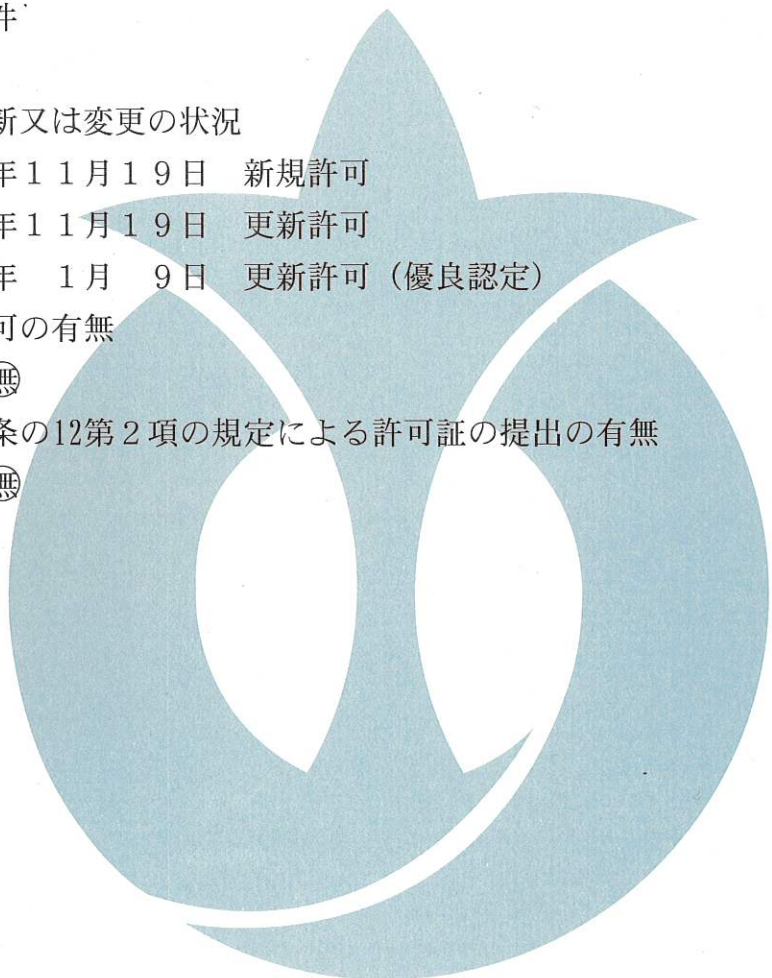 件
新又は変更の状況
年１１月１９日　新規許可
年１１月１９日　更新許可
年　１月　９日　更新許可（優良認定）
可の有無
㊒無
条の12第２項の規定による許可証の提出の有無
無